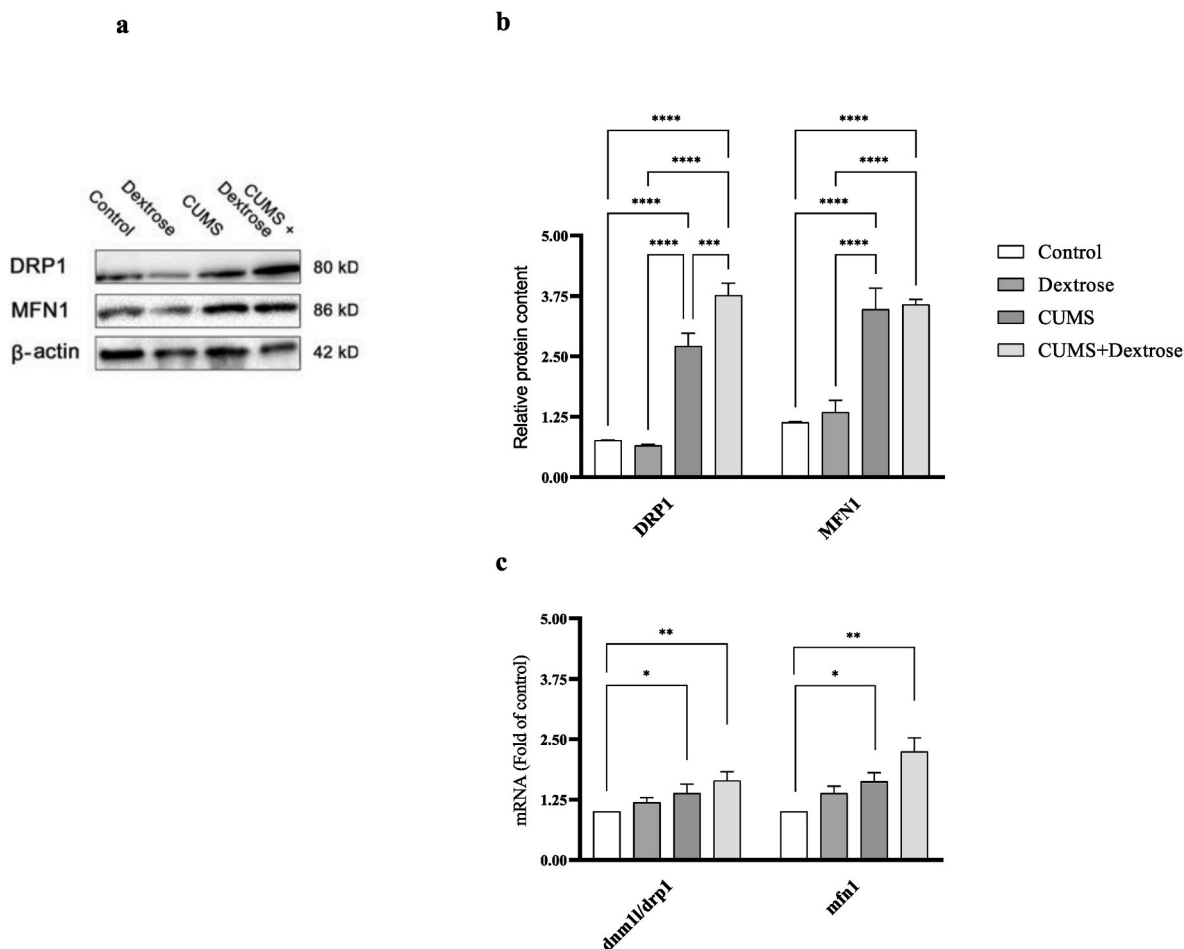 a
Control
Dextrose
CUMS
CUMS +
Dextrose
DRP1
80 kD
MFN1
86 kD
β-actin
42 kD
b
Relative protein content
5.00
3.75
2.50
1.25
0.00
****
****
****
****
***
****
****
****
****
DRP1
MFN1
Control
Dextrose
CUMS
CUMS+Dextrose
c
mRNA (Fold of control)
5.00
3.75
2.50
1.25
0.00
**
*
**
*
dnm1l/drp1
mfn1